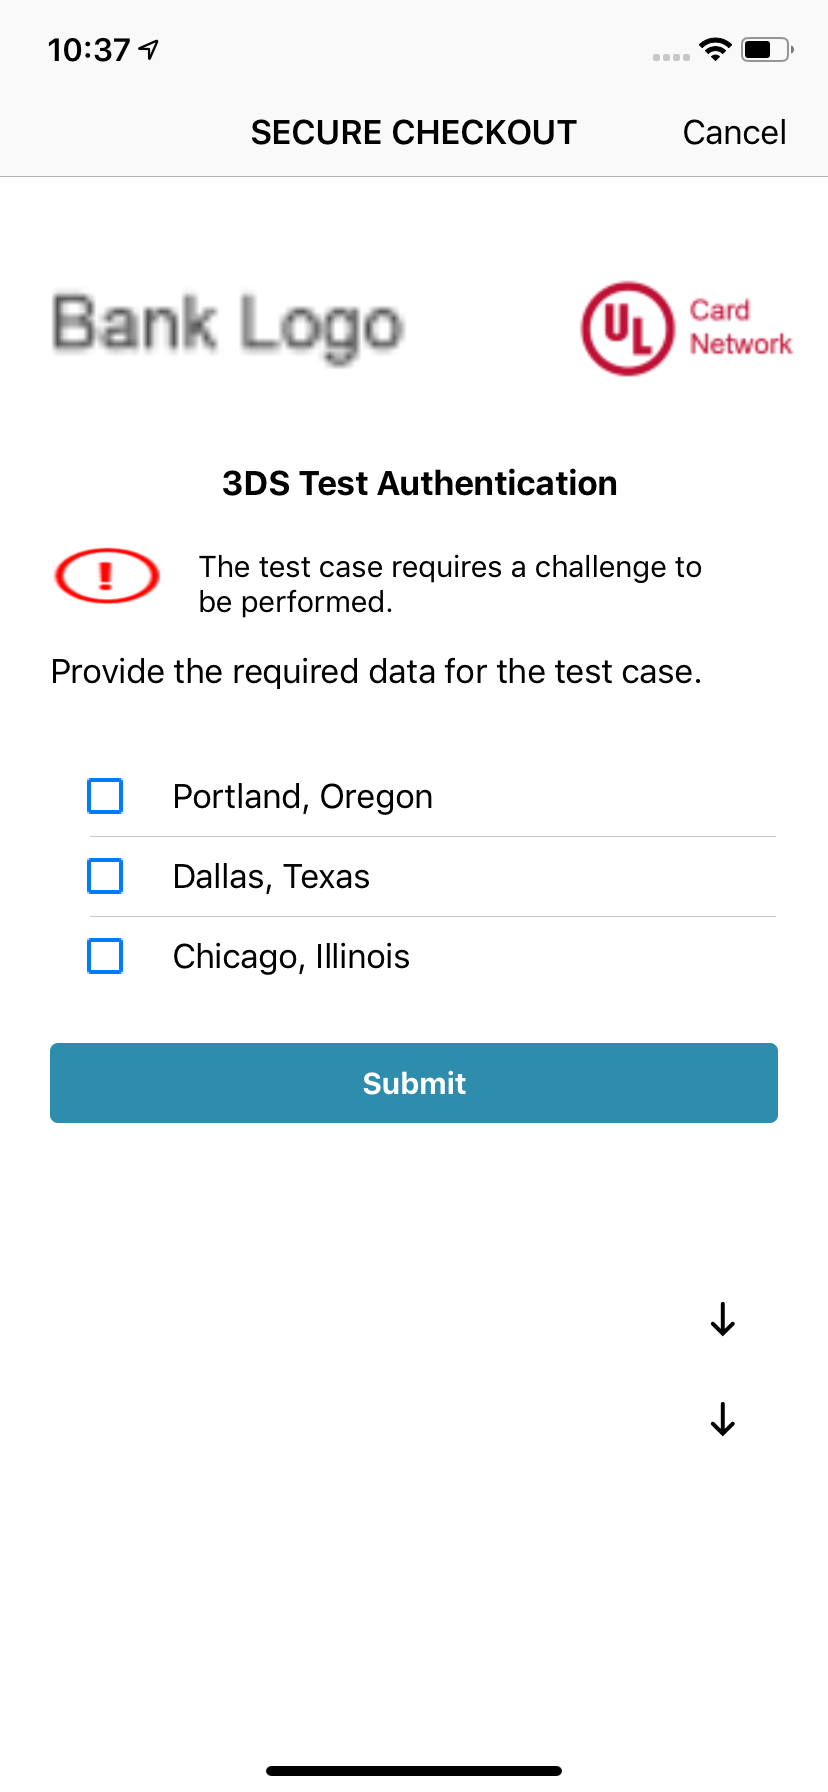 10:37
SECURE CHECKOUT
Cancel
Bank Logo
UL
Card
Network
3DS Test Authentication
The test case requires a challenge to
be performed.
Provide the required data for the test case.
Portland, Oregon
Dallas, Texas
Chicago, Illinois
Submit